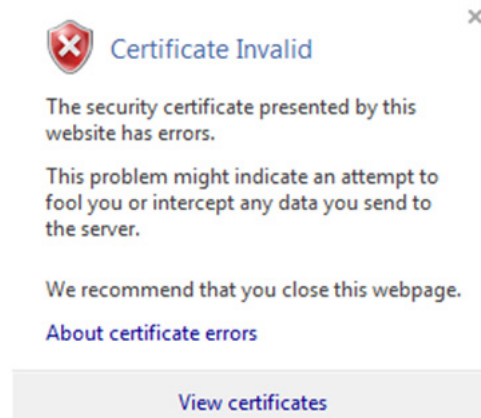 Certificate Invalid
The security certificate presented by this
website has errors.
This problem might indicate an attempt to
fool you or intercept any data you send to
the server.
We recommend that you close this webpage.
About certificate errors
View certificates